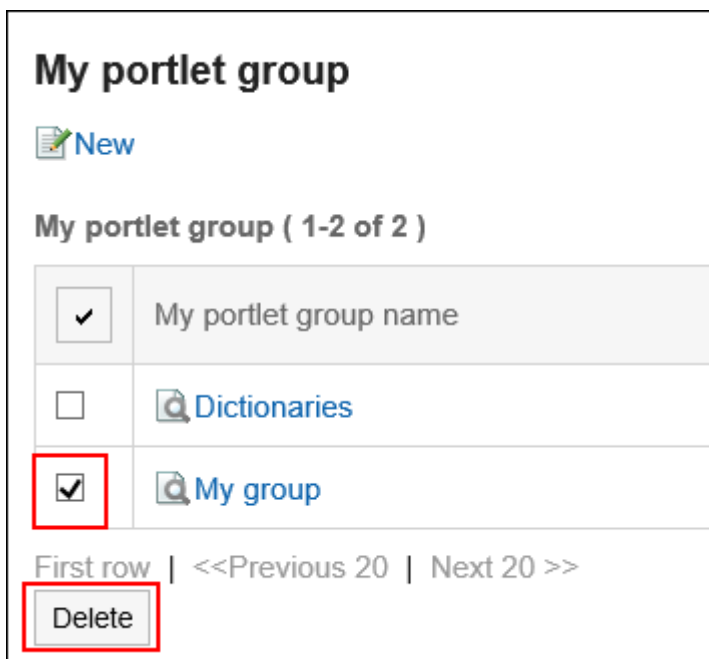 My portlet group
New
My portlet group ( 1-2 of 2 )
My portlet group name
Dictionaries
My group
First row | <<Previous 20 | Next 20 >>
Delete